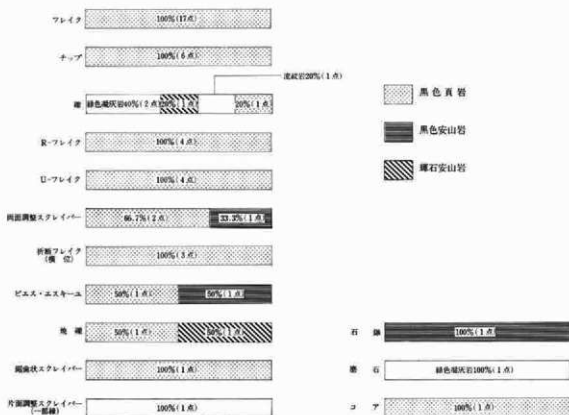 フレイク
100%(17点)
チップ
100%(6点)
流紋岩20%(1点)
礫
緑色凝灰岩40%(2点)
20%(1点)
20%(1点)
R-フレイク
100%(4点)
U-フレイク
100%(4点)
両面調整スクレイパー
66.7%(2点)
33.3%(1点)
折断フレイク
(横位)
100%(3点)
ピエス・エスキーユ
50%(1点)
50%(1点)
50%(1点)
50%(1点)
鋸歯状スクレイパー
100%(1点)
片面調整スクレイパー
(一部縁)
100%(1点)
黒色頁岩
黒色安山岩
輝石安山岩
石鏃
100%(1点)
磨石
緑色凝灰岩100%(1点)
コア
100%(1点)